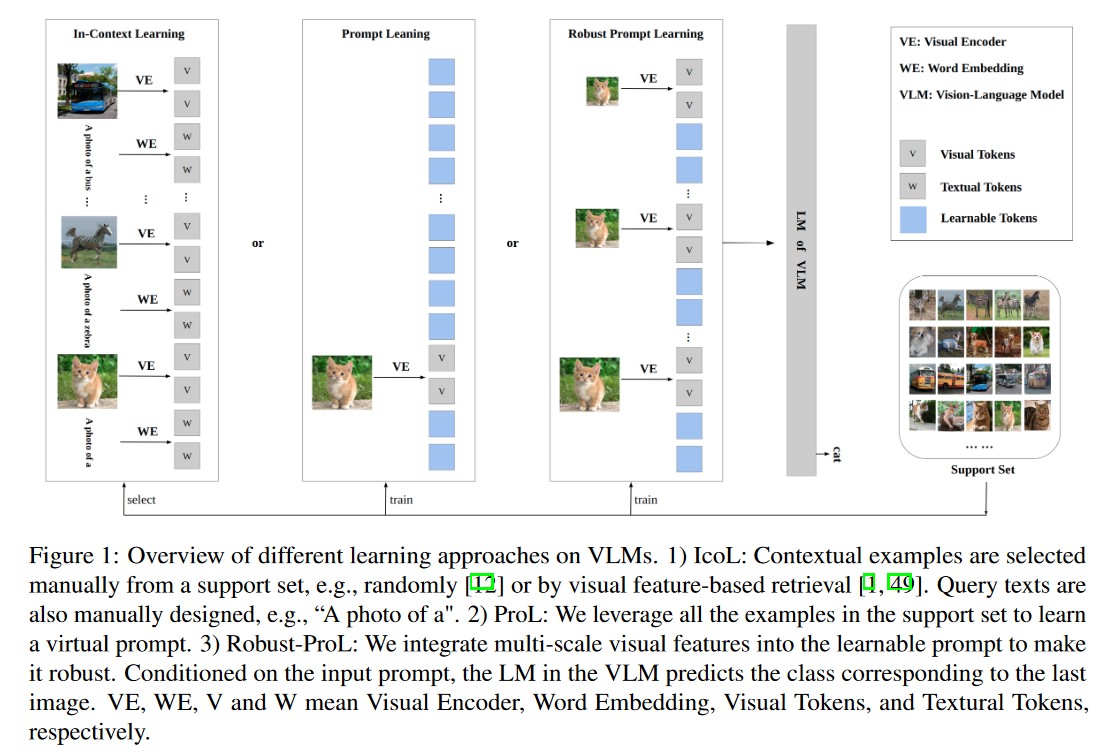 In-Context Learning
VE
V
V
A photo of a bus
WE
W
W
...
⋮
⋮
VE
V
V
A photo of a zebra
WE
W
W
VE
V
V
A photo of a
WE
W
W
or
Prompt Leaning
⋮
VE
V
V
or
Robust Prompt Learning
VE
V
V
⋮
VE
V
V
⋮
VE
V
V
LM of VLM
cat
VE: Visual Encoder
WE: Word Embedding
VLM: Vision-Language Model
V Visual Tokens
W Textual Tokens
Learnable Tokens
... ...
Support Set
select
train
train
Figure 1: Overview of different learning approaches on VLMs. 1) IcoL: Contextual examples are selected
manually from a support set, e.g., randomly [12] or by visual feature-based retrieval [1, 49]. Query texts are
also manually designed, e.g., “A photo of a". 2) ProL: We leverage all the examples in the support set to learn
a virtual prompt. 3) Robust-ProL: We integrate multi-scale visual features into the learnable prompt to make
it robust. Conditioned on the input prompt, the LM in the VLM predicts the class corresponding to the last
image. VE, WE, V and W mean Visual Encoder, Word Embedding, Visual Tokens, and Textural Tokens,
respectively.